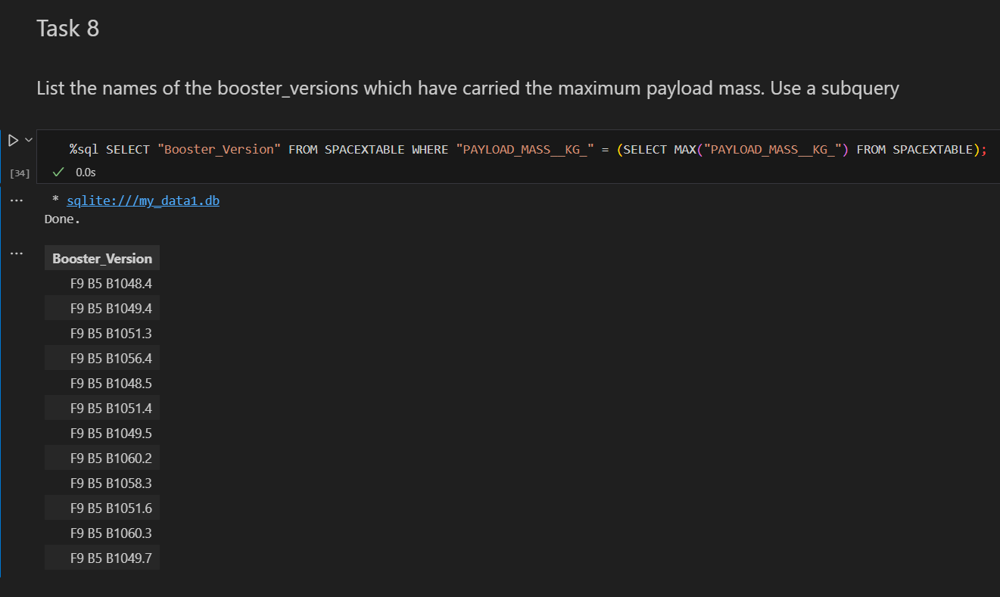 Task 8
List the names of the booster_versions which have carried the maximum payload mass. Use a subquery
%sql SELECT "Booster_Version" FROM SPACEXTABLE WHERE "PAYLOAD_MASS__KG_" = (SELECT MAX("PAYLOAD_MASS__KG_") FROM SPACEXTABLE);
[34]
0.0s
* sqlite:///my_data1.db
Done.
Booster_Version
F9 B5 B1048.4
F9 B5 B1049.4
F9 B5 B1051.3
F9 B5 B1056.4
F9 B5 B1048.5
F9 B5 B1051.4
F9 B5 B1049.5
F9 B5 B1060.2
F9 B5 B1058.3
F9 B5 B1051.6
F9 B5 B1060.3
F9 B5 B1049.7